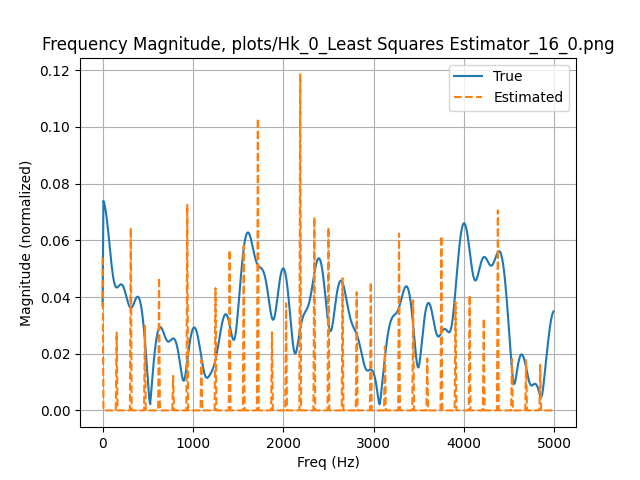 Frequency Magnitude, plots/Hk_0_Least Squares Estimator_16_0.png
True
Estimated
0.12
0.10
0.08
0.06
0.04
0.02
0.00
Magnitude (normalized)
0
1000
2000
3000
4000
5000
Freq (Hz)